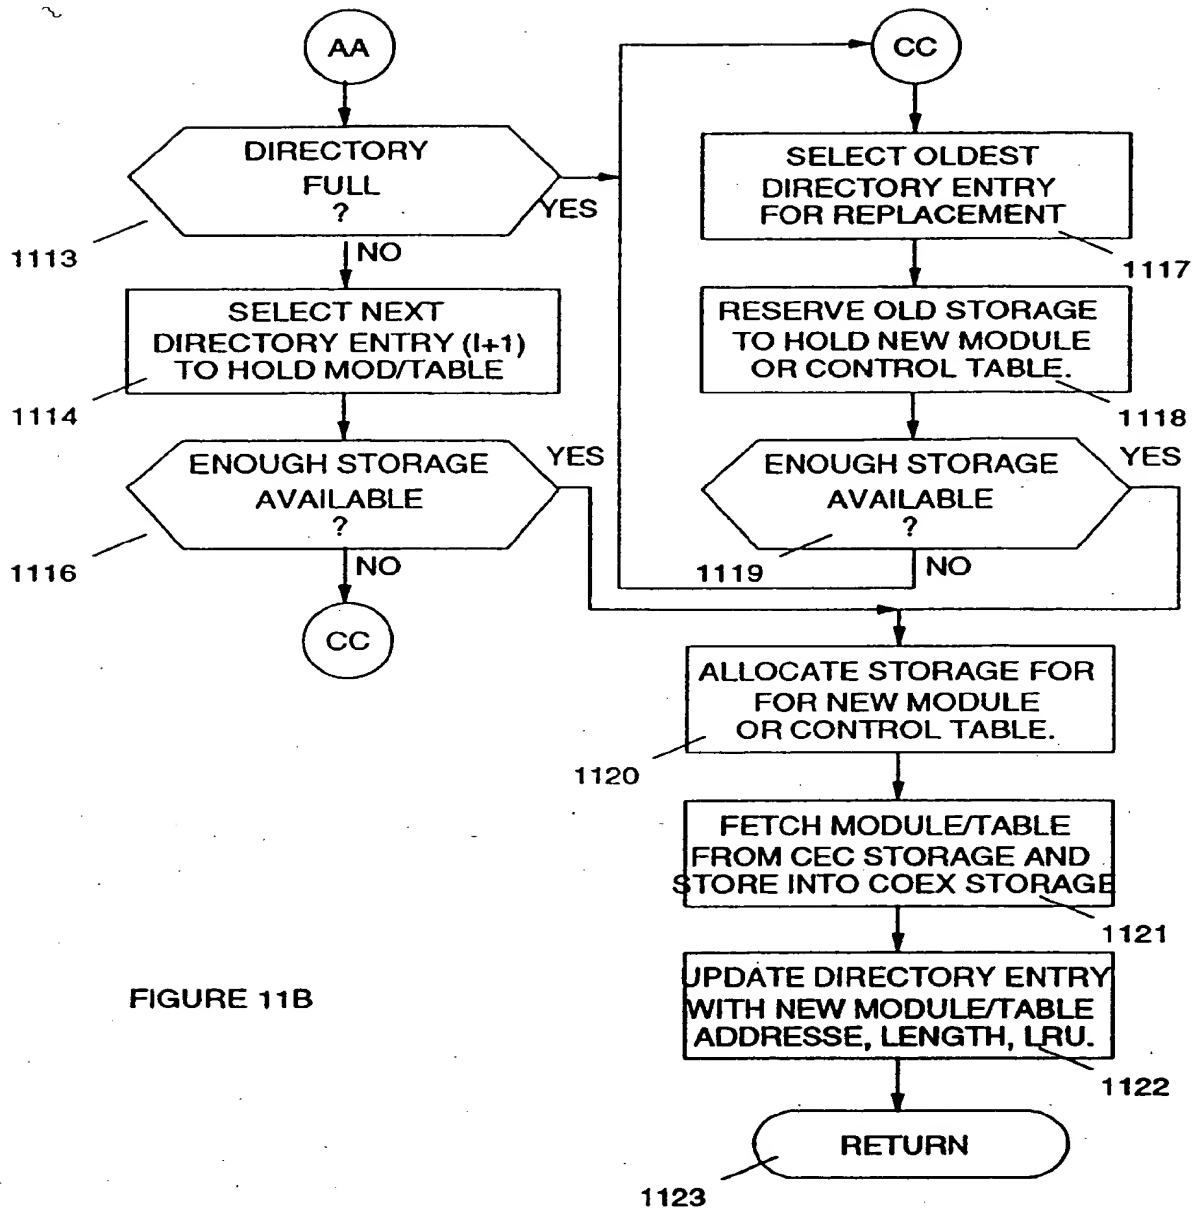 AA
DIRECTORY
FULL
?
YES
1113
NO
SELECT NEXT
DIRECTORY ENTRY (I+1)
TO HOLD MOD/TABLE
1114
ENOUGH STORAGE
AVAILABLE
?
YES
1116
NO
CC
CC
SELECT OLDEST
DIRECTORY ENTRY
FOR REPLACEMENT
1117
RESERVE OLD STORAGE
TO HOLD NEW MODULE
OR CONTROL TABLE.
1118
ENOUGH STORAGE
AVAILABLE
?
YES
1119
NO
ALLOCATE STORAGE FOR
FOR NEW MODULE
OR CONTROL TABLE.
1120
FETCH MODULE/TABLE
FROM CEC STORAGE AND
STORE INTO COEX STORAGE
1121
UPDATE DIRECTORY ENTRY
WITH NEW MODULE/TABLE
ADDRESSE, LENGTH, LRU.
1122
RETURN
1123
FIGURE 11B